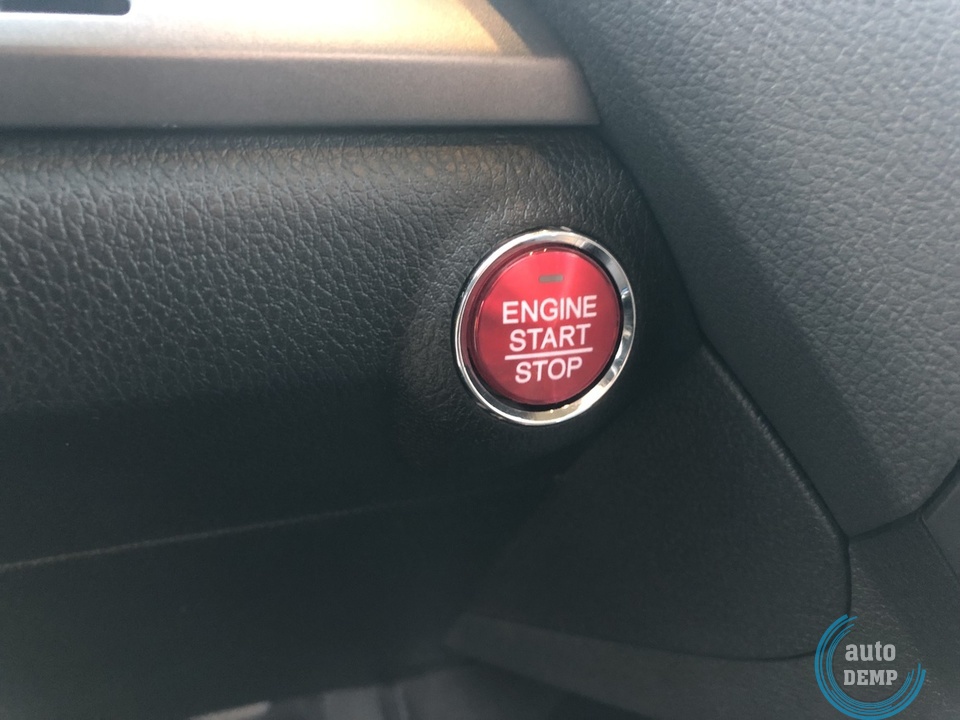 ENGINE
START
STOP
auto
DEMP